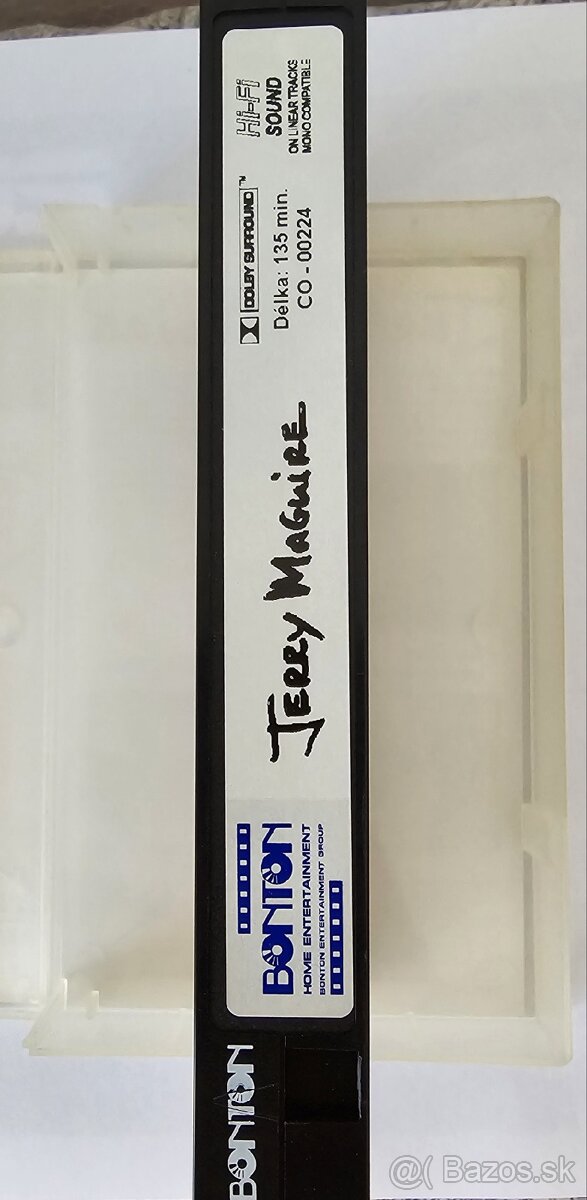 BONTON
BONTON
HOME ENTERTAINMENT
BONTON ENTERTAINMENT GROUP
JERRY MAGUIRE
DOLBY SURROUND™
Délka: 135 min.
CO - 00224
Hi-Fi
SOUND
ON LINEAR TRACKS
MONO COMPATIBLE
@( Bazos.sk